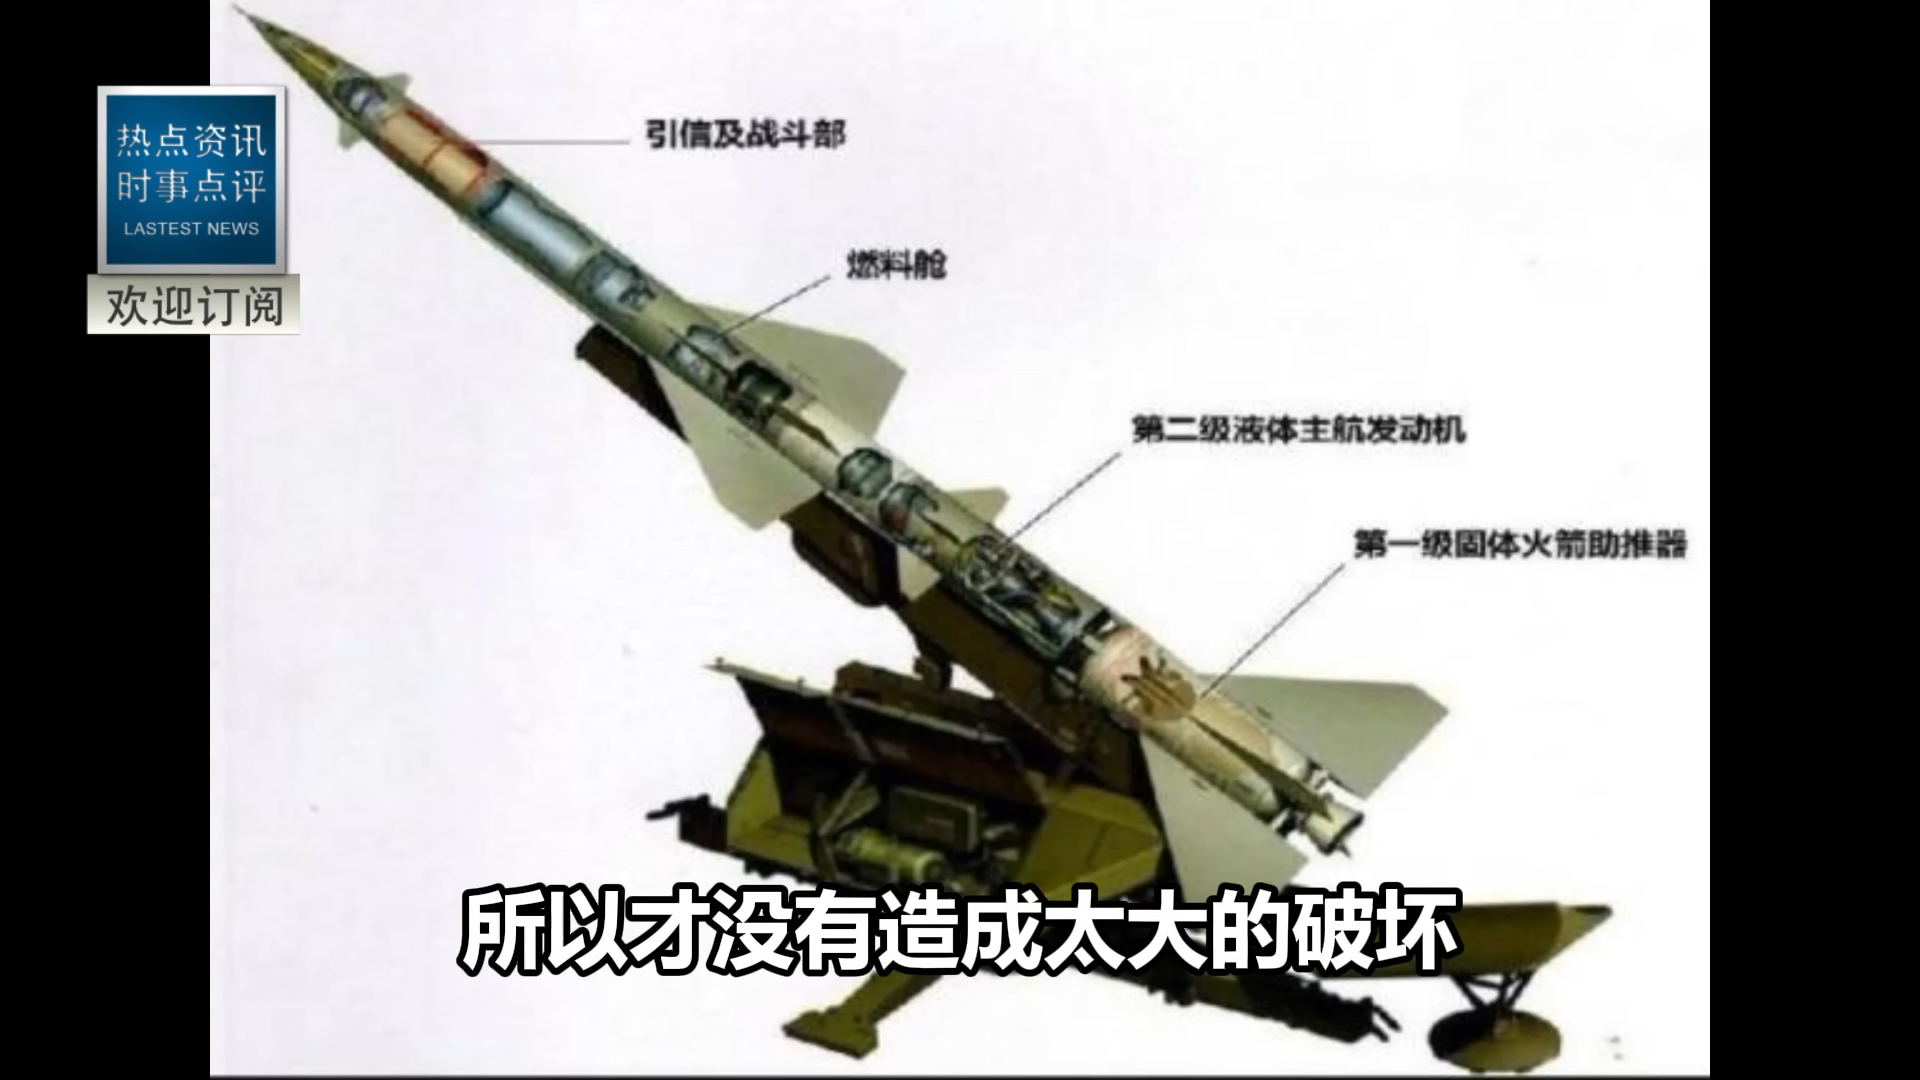 热点资讯
时事点评
LASTEST NEWS
欢迎订阅
引信及战斗部
燃料舱
第二级液体主航发动机
第一级固体火箭助推器
所以才没有造成太大的破坏